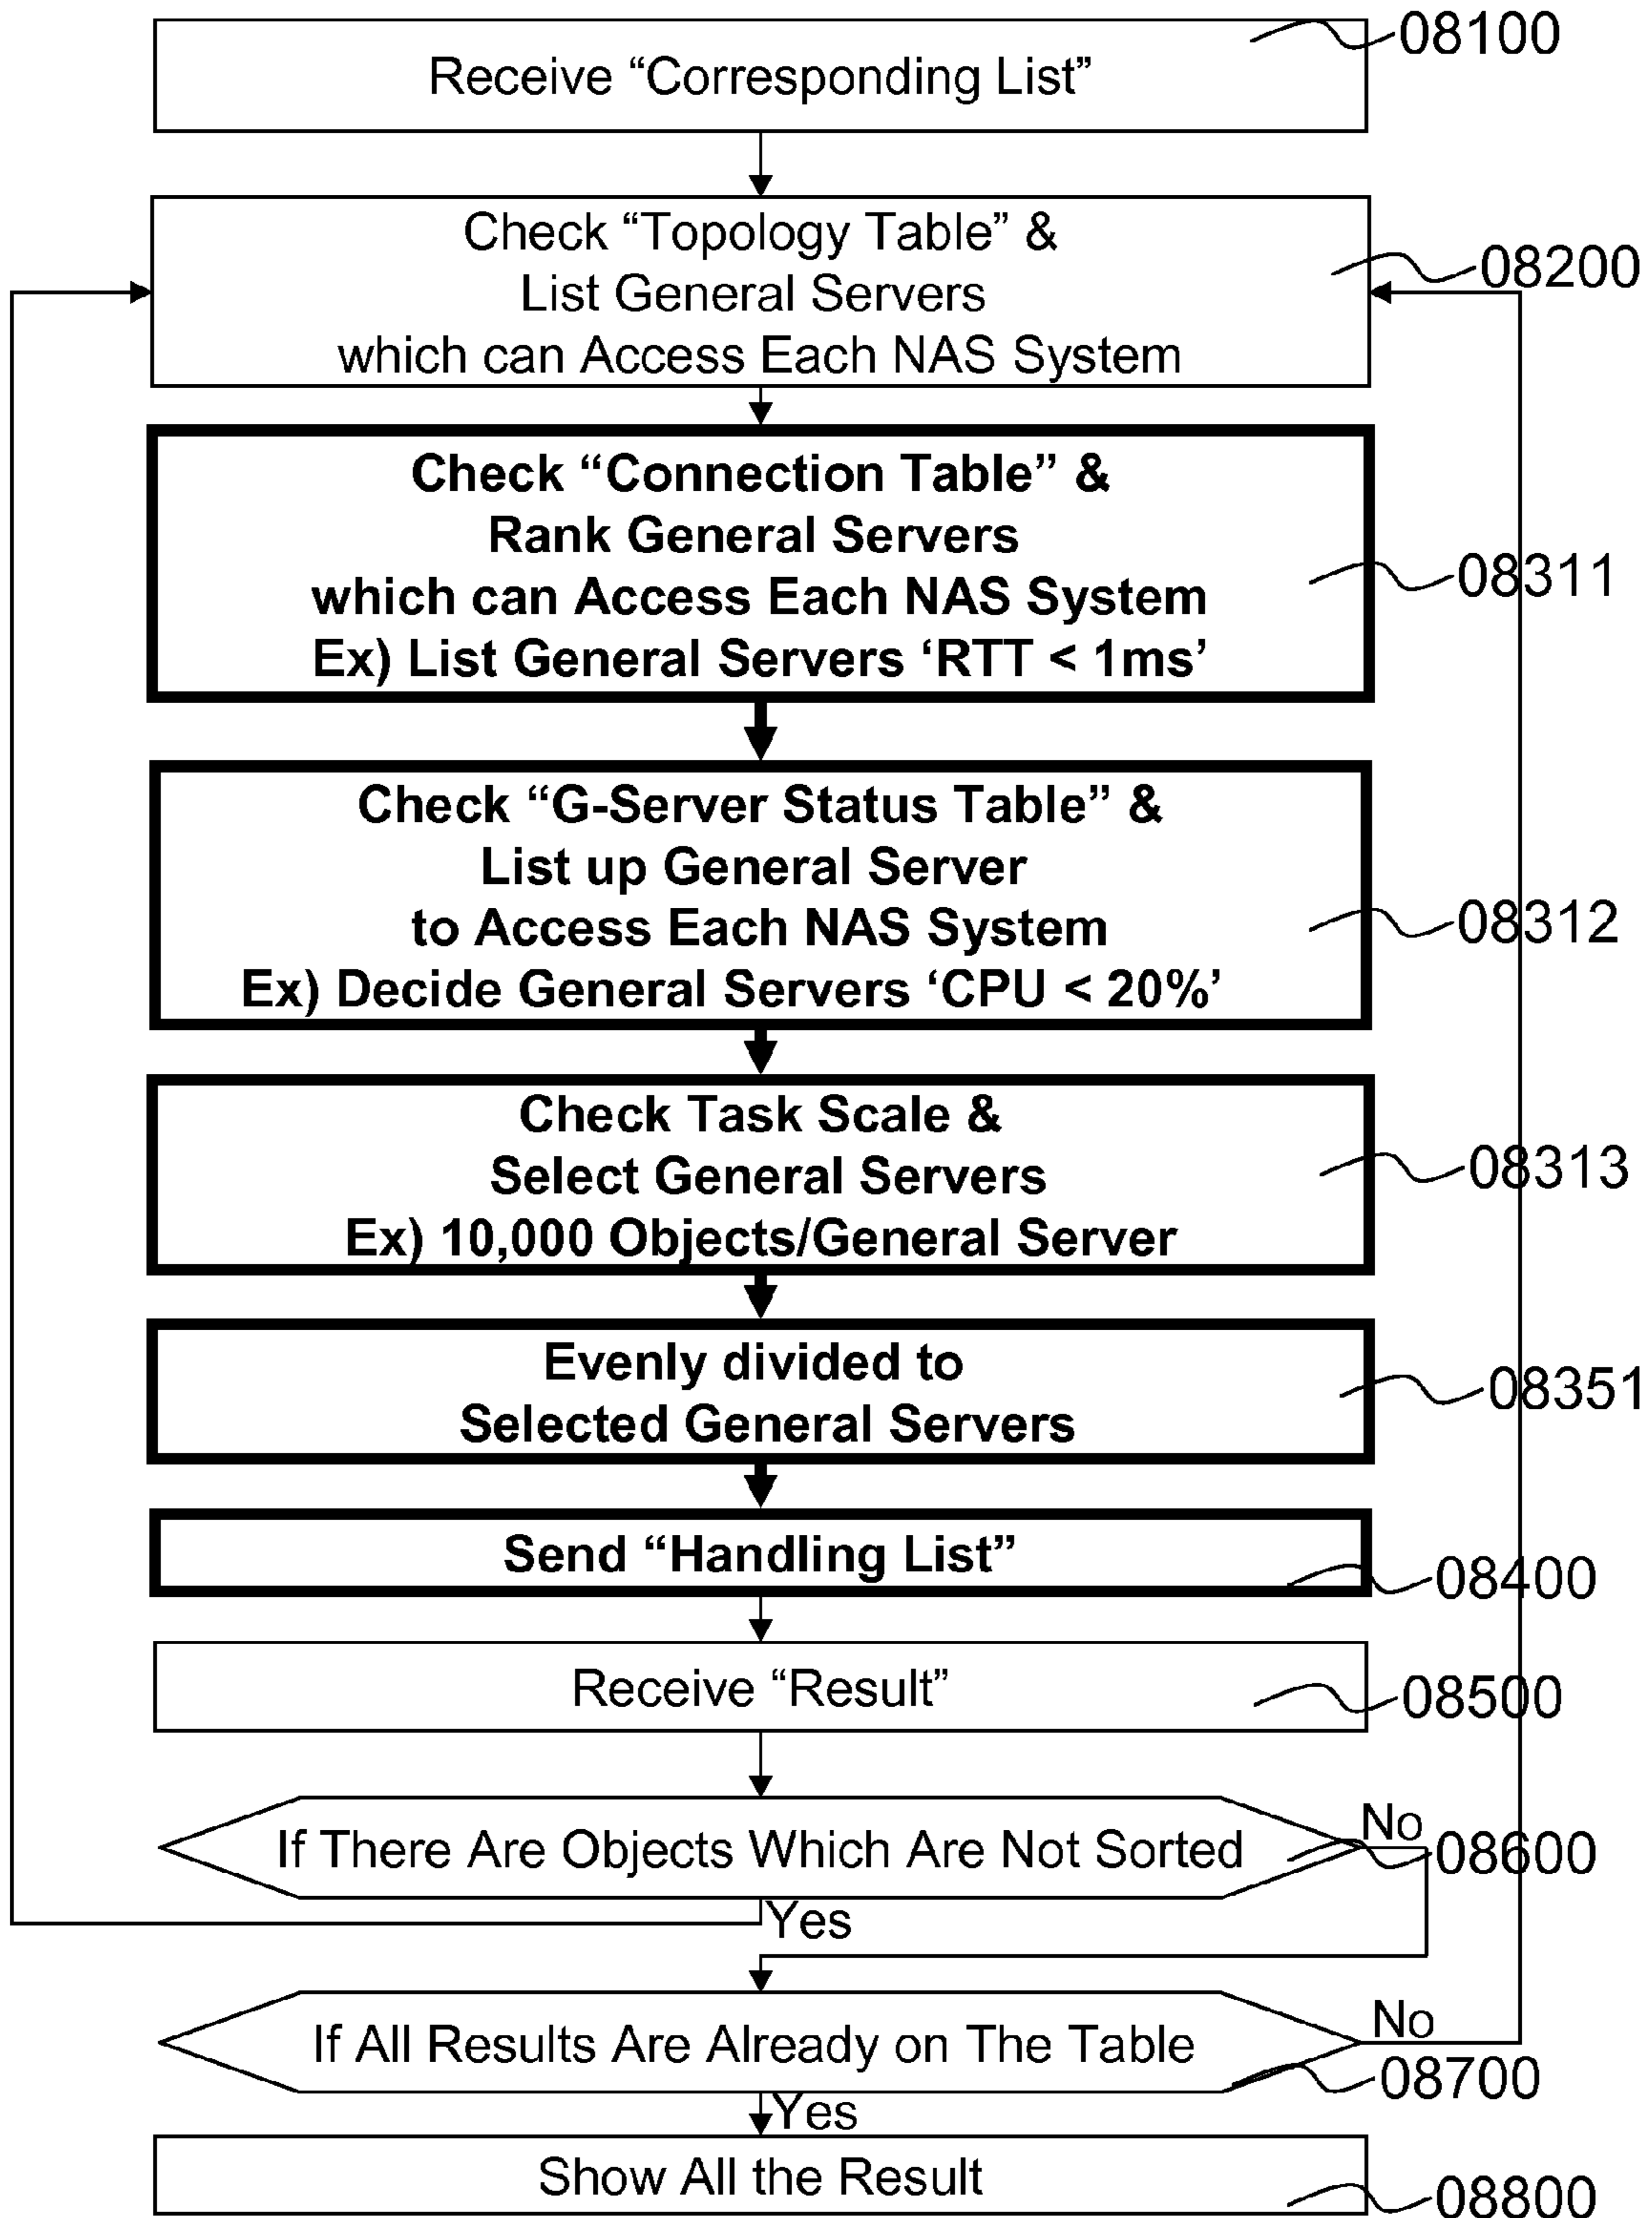 08100
Receive “Corresponding List”
Check “Topology Table” &
List General Servers
which can Access Each NAS System
08200
Check “Connection Table” &
Rank General Servers
which can Access Each NAS System
Ex) List General Servers ‘RTT < 1ms’
08311
Check “G-Server Status Table” &
List up General Server
to Access Each NAS System
Ex) Decide General Servers ‘CPU < 20%’
08312
Check Task Scale &
Select General Servers
Ex) 10,000 Objects/General Server
08313
Evenly divided to
Selected General Servers
08351
Send “Handling List”
08400
Receive “Result”
08500
If There Are Objects Which Are Not Sorted
No
08600
Yes
If All Results Are Already on The Table
No
08700
Yes
Show All the Result
08800